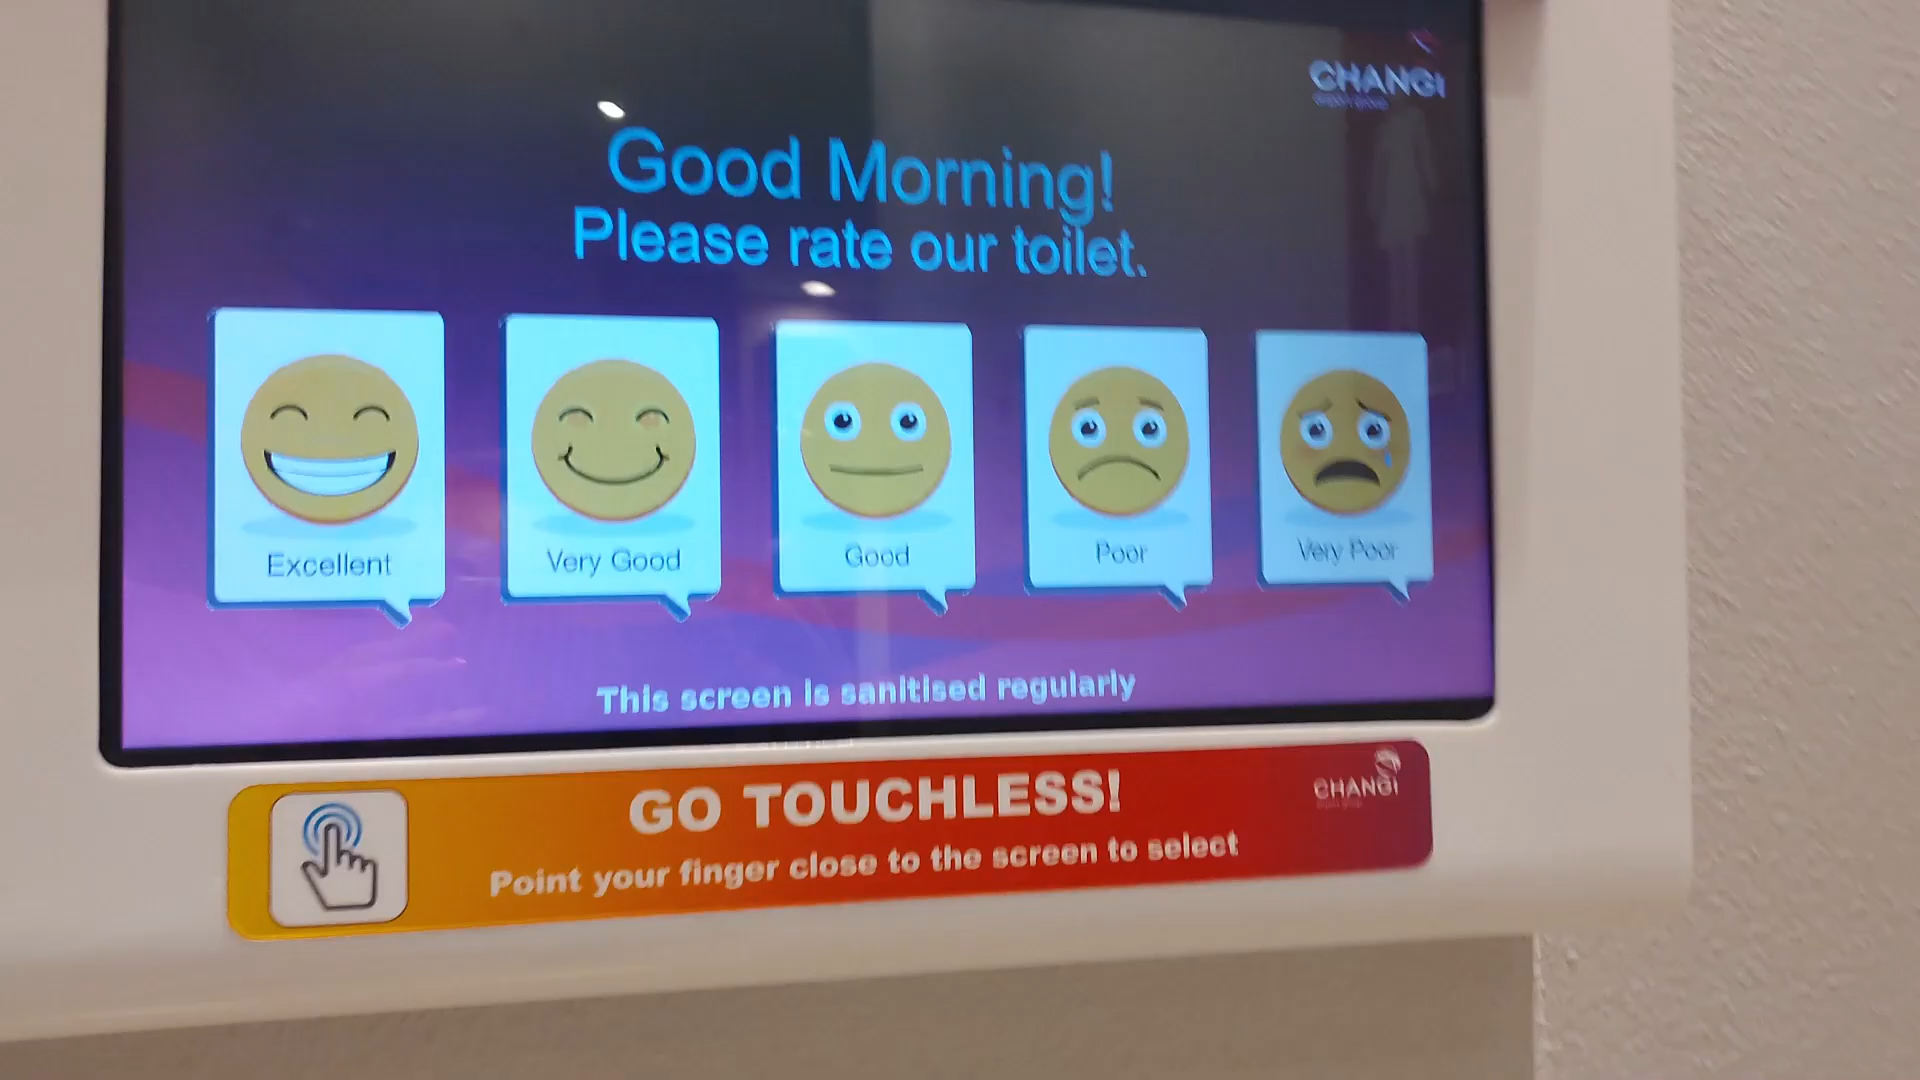 CHANGI
Good Morning!
Please rate our toilet.
Excellent
Very Good
Good
Poor
Very Poor
This screen is sanitised regularly
GO TOUCHLESS!
Point your finger close to the screen to select
CHANGI